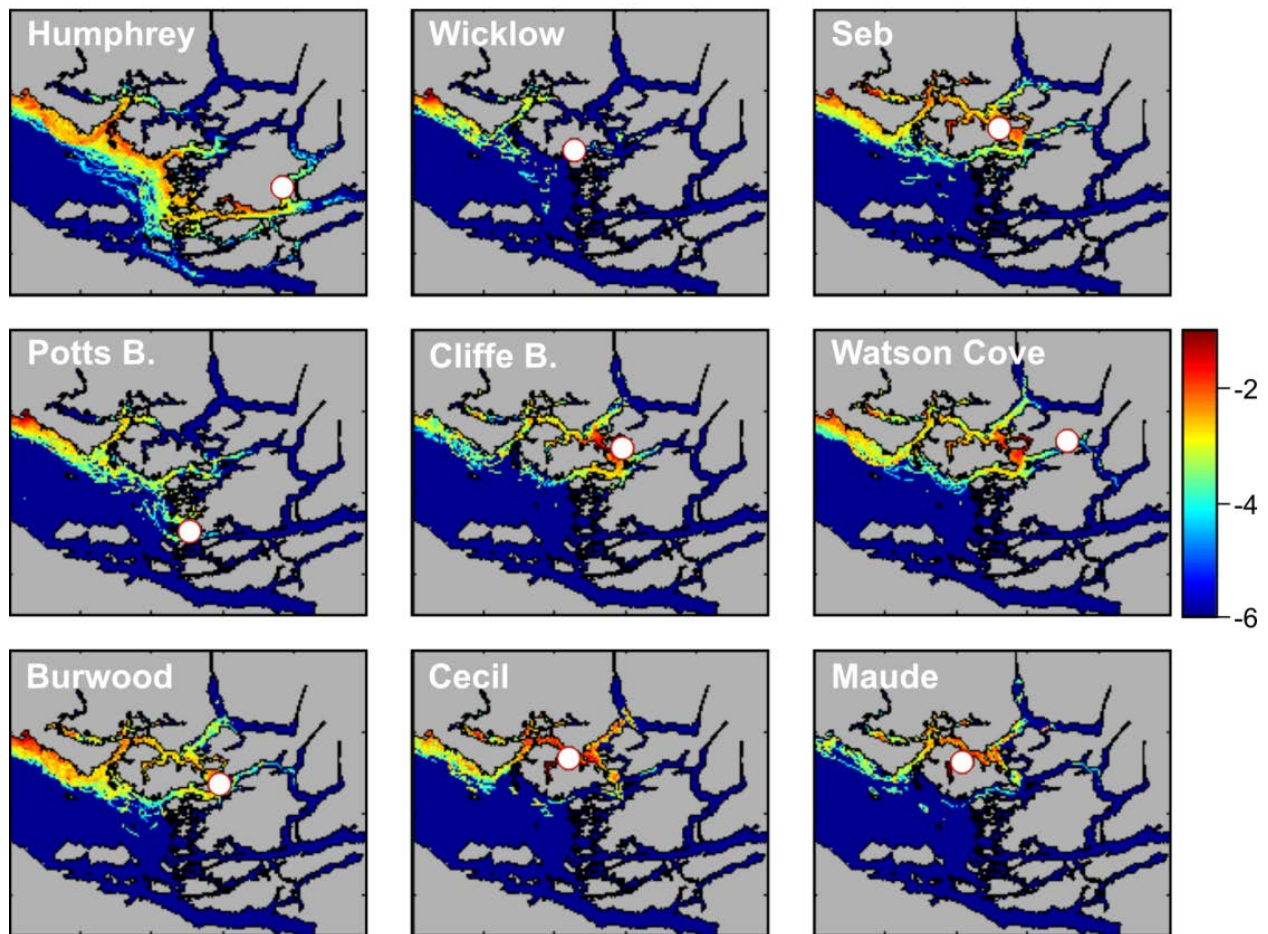 Humphrey
Wicklow
Seb
Potts B.
Cliffe B.
Watson Cove
-2
-4
-6
Burwood
Cecil
Maude